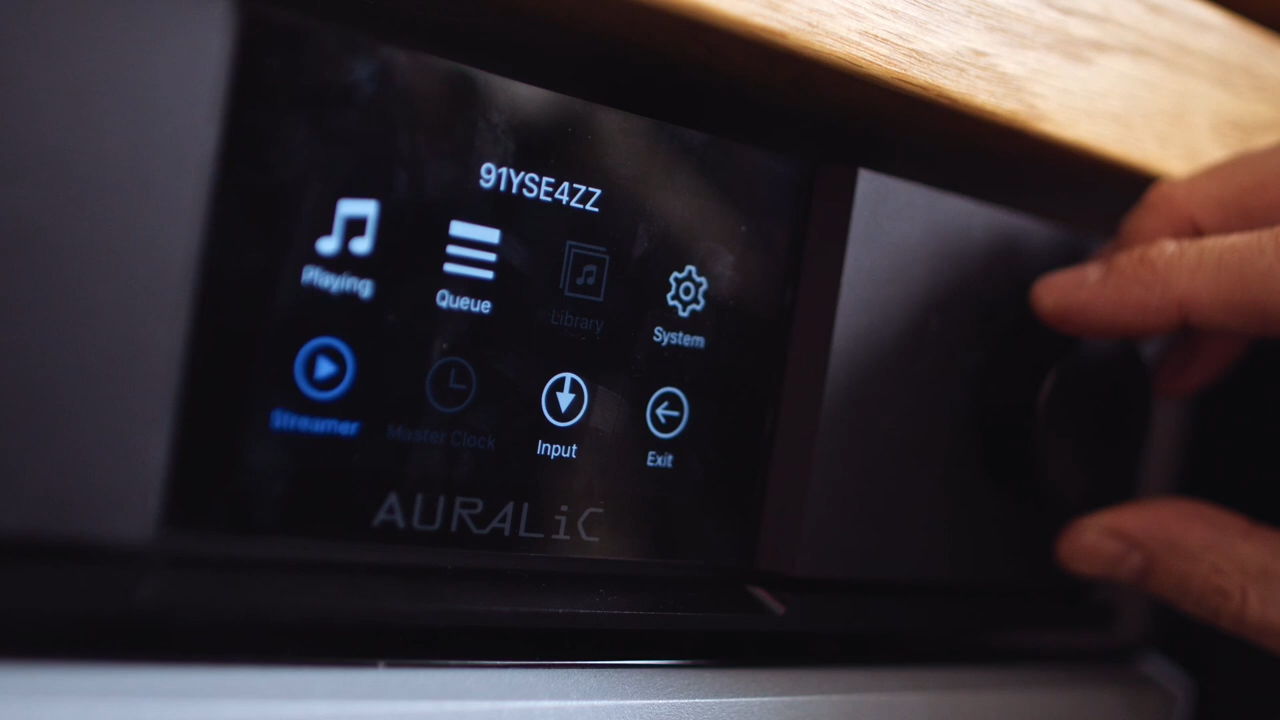 91YSE4ZZ
Playing Queue Library System
Streamer Master Clock Input Exit
AURALiC